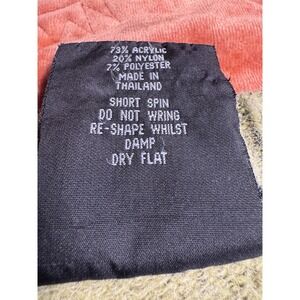 73% ACRYLIC
20% NYLON
7% POLYESTER
MADE IN
THAILAND
SHORT SPIN
DO NOT WRING
RE-SHAPE WHILST
DAMP
DRY FLAT